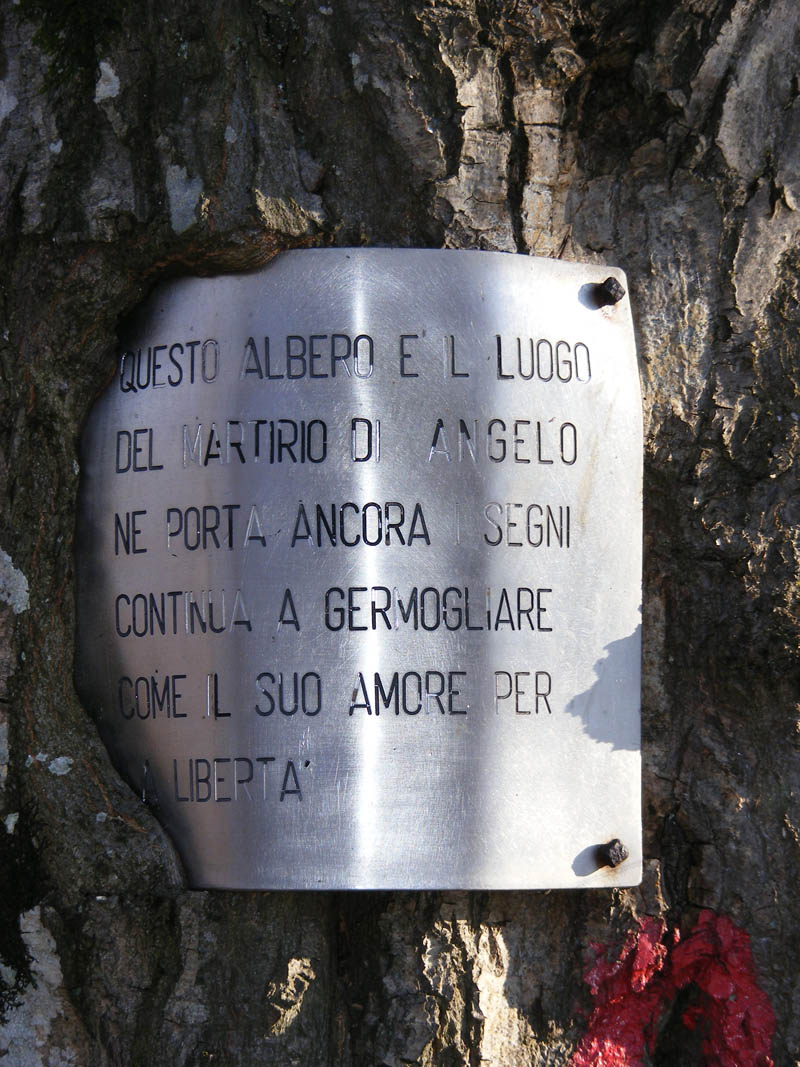 QUESTO ALBERO E' IL LUOGO
DEL MARTIRIO DI ANGELO
NE PORTA ANCORA I SEGNI
CONTINUA A GERMOGLIARE
COME IL SUO AMORE PER
A LIBERTA'